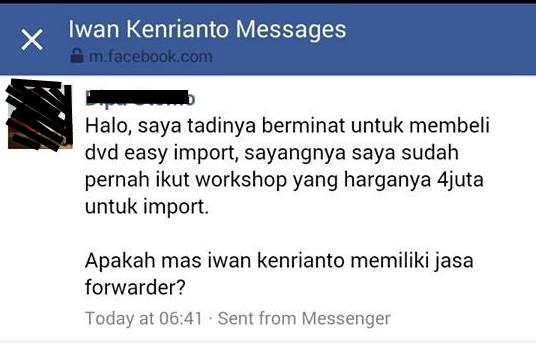 Iwan Kenrianto Messages
m.facebook.com
Halo, saya tadinya berminat untuk membeli
dvd easy import, sayangnya saya sudah
pernah ikut workshop yang harganya 4juta
untuk import.
Apakah mas iwan kenrianto memiliki jasa
forwarder?
Today at 06:41 · Sent from Messenger